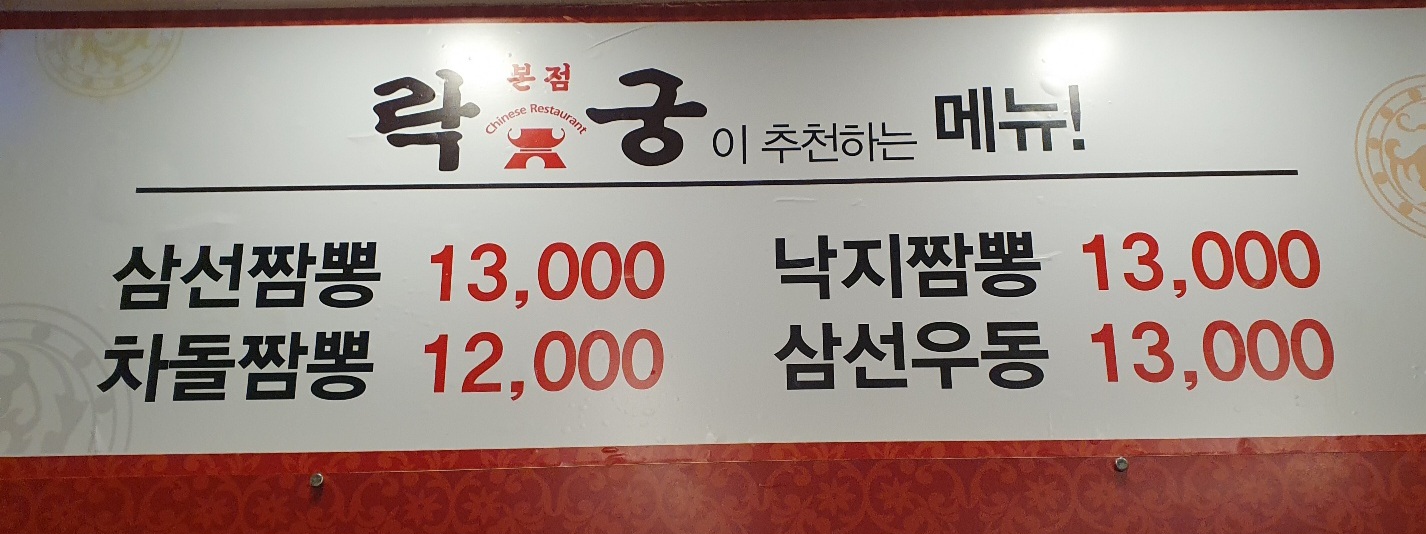 락 본점 Chinese Restaurant 궁이 추천하는 메뉴!
삼선짬뽕 13,000 낙지짬뽕 13,000
차돌짬뽕 12,000 삼선우동 13,000